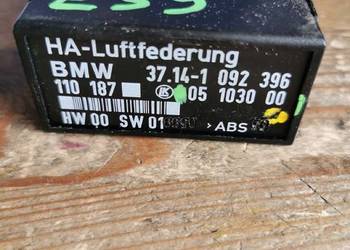 HA-Luftfederung
BMW 37.14-1 092 396
110 187 05 1030 00
HW 00 SW 01 >ABS